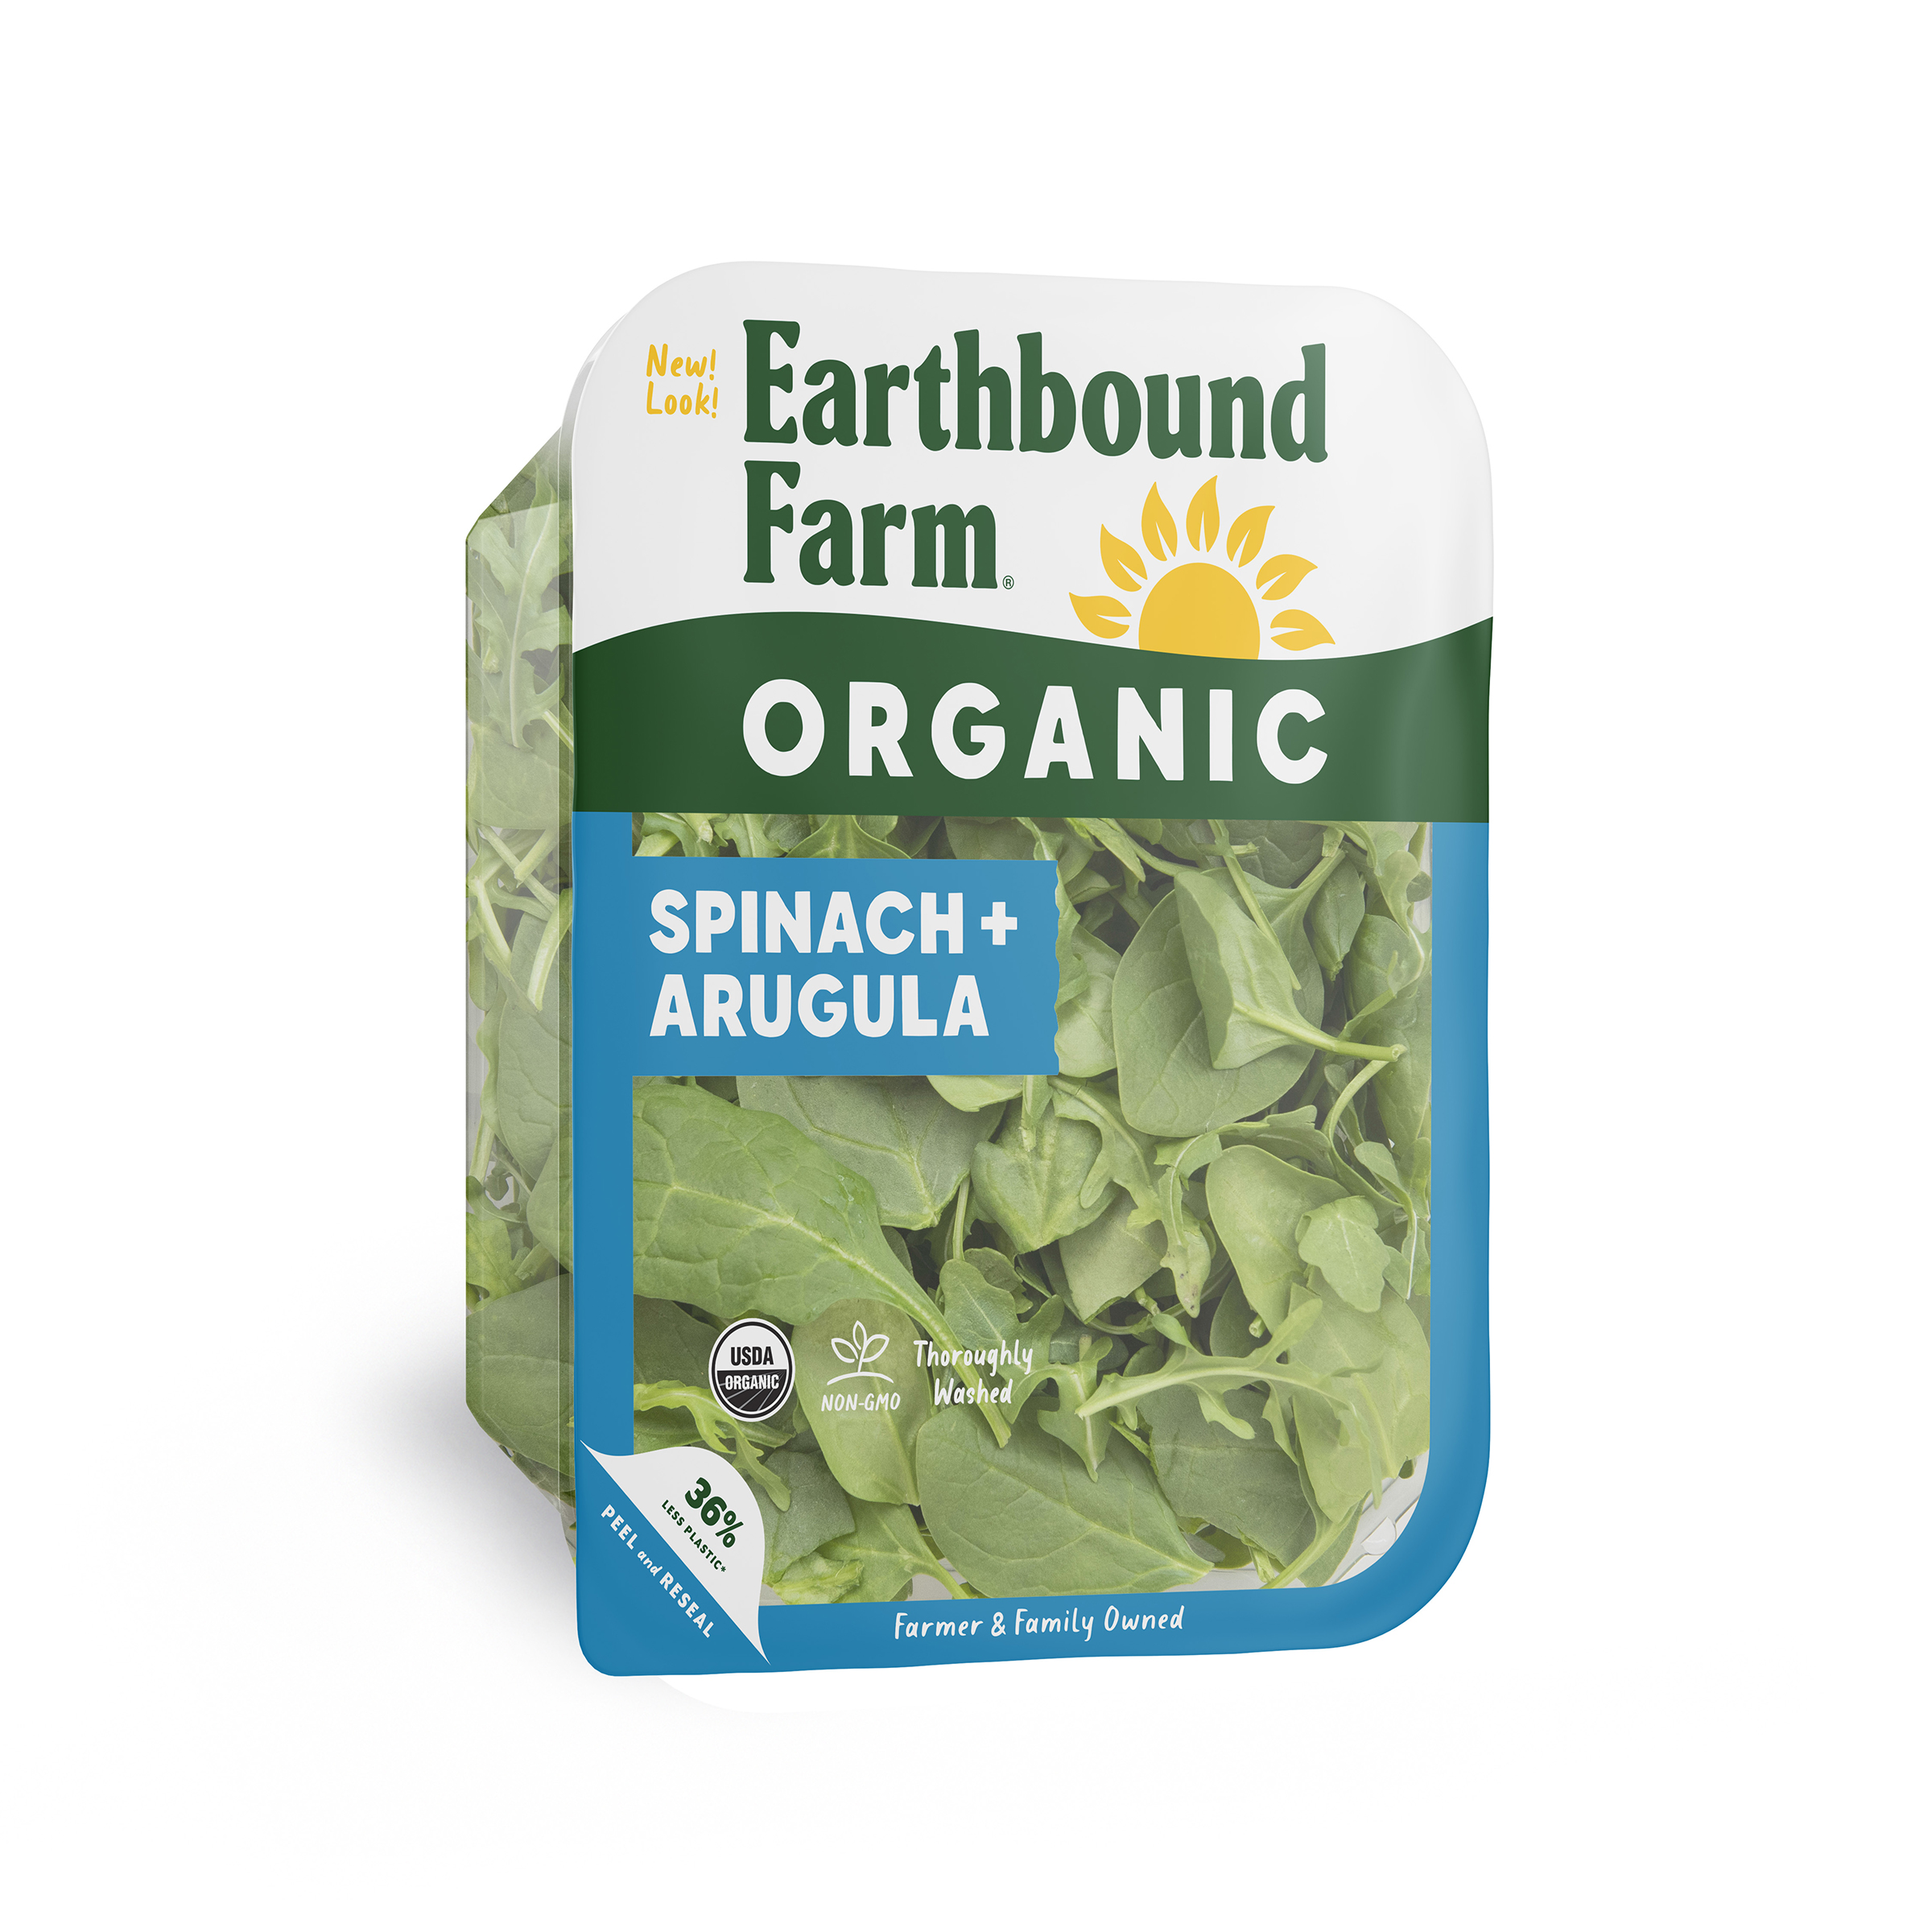 New!
Look!
Earthbound
Farm®
ORGANIC
SPINACH +
ARUGULA
USDA
ORGANIC
NON-GMO
Thoroughly
Washed
36%
LESS PLASTIC*
PEEL and RESEAL
Farmer & Family Owned